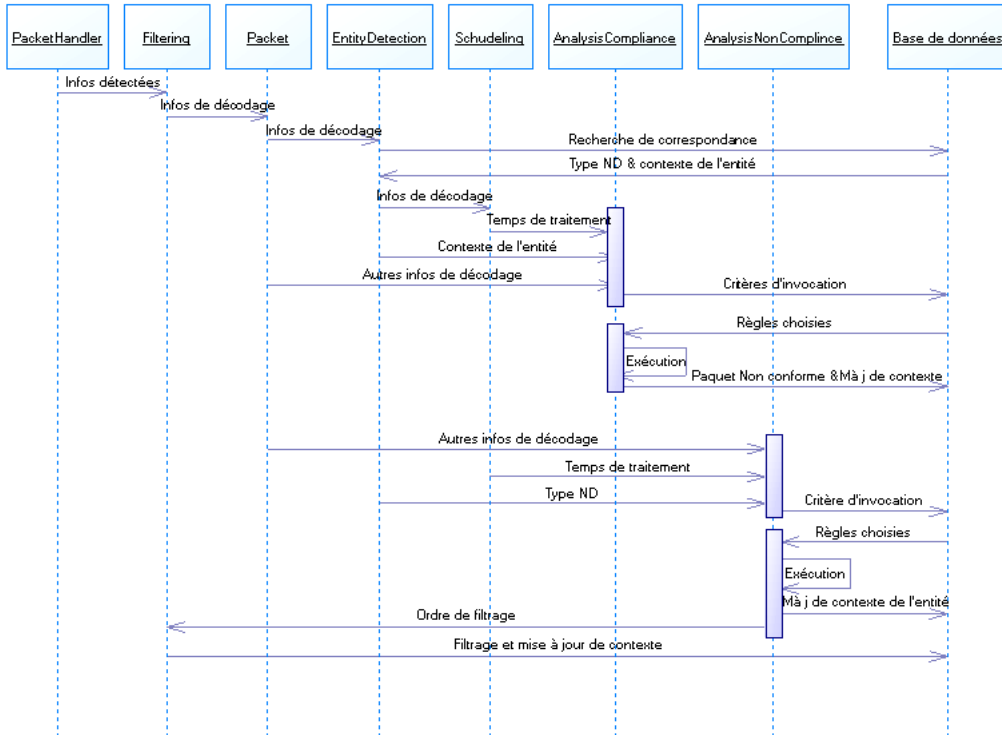 PacketHandler
Filtering
Packet
EntityDetection
Schudeling
AnalysisCompliance
AnalysisNonComplince
Base de données
Infos détectées
Infos de décodage
Infos de décodage
Recherche de correspondance
Type ND & contexte de l'entité
Infos de décodage
Temps de traitement
Contexte de l'entité
Autres infos de décodage
Critères d'invocation
Règles choisies
Exécution
Paquet Non conforme &Mà j de contexte
Autres infos de décodage
Temps de traitement
Type ND
Critère d'invocation
Règles choisies
Exécution
Mà j de contexte de l'entité
Ordre de filtrage
Filtrage et mise à jour de contexte